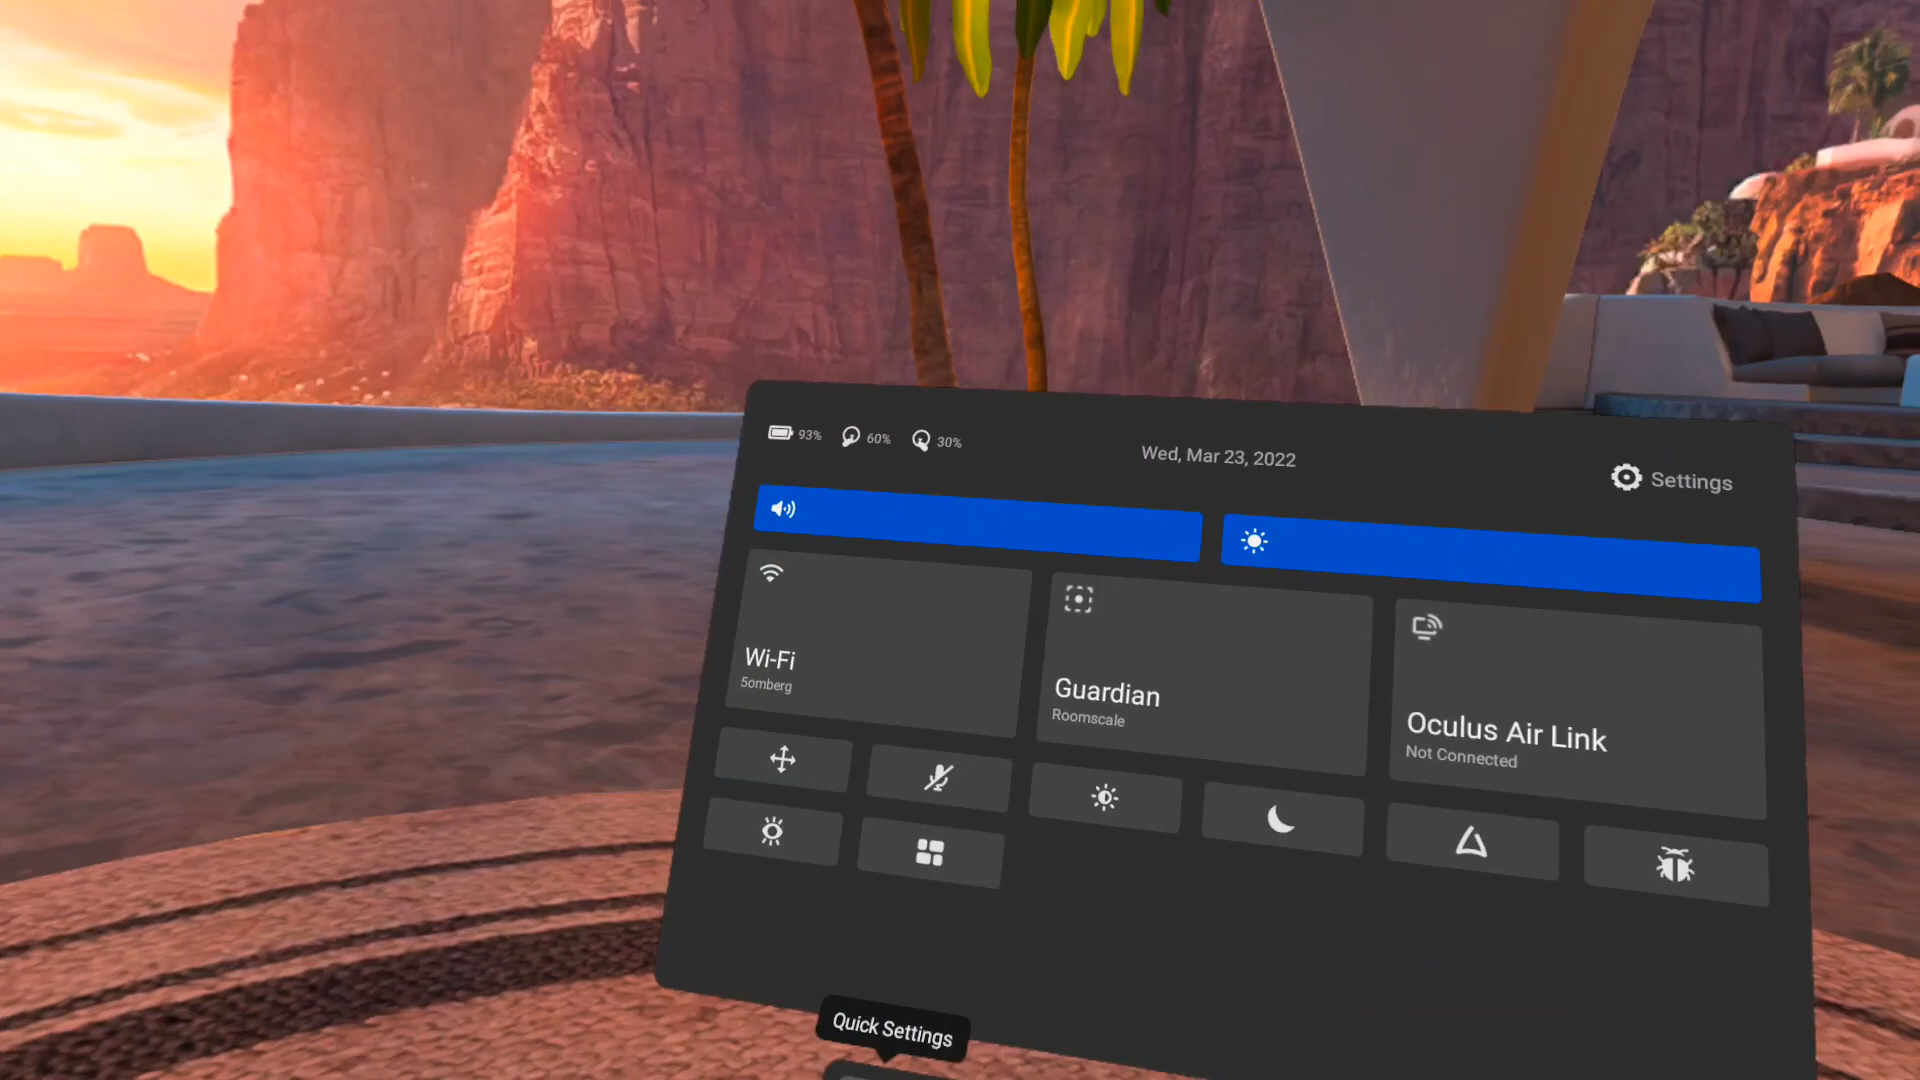 93% 60% 30%
Wed, Mar 23, 2022
Settings
Wi-Fi
5omberg
Guardian
Roomscale
Oculus Air Link
Not Connected
Quick Settings